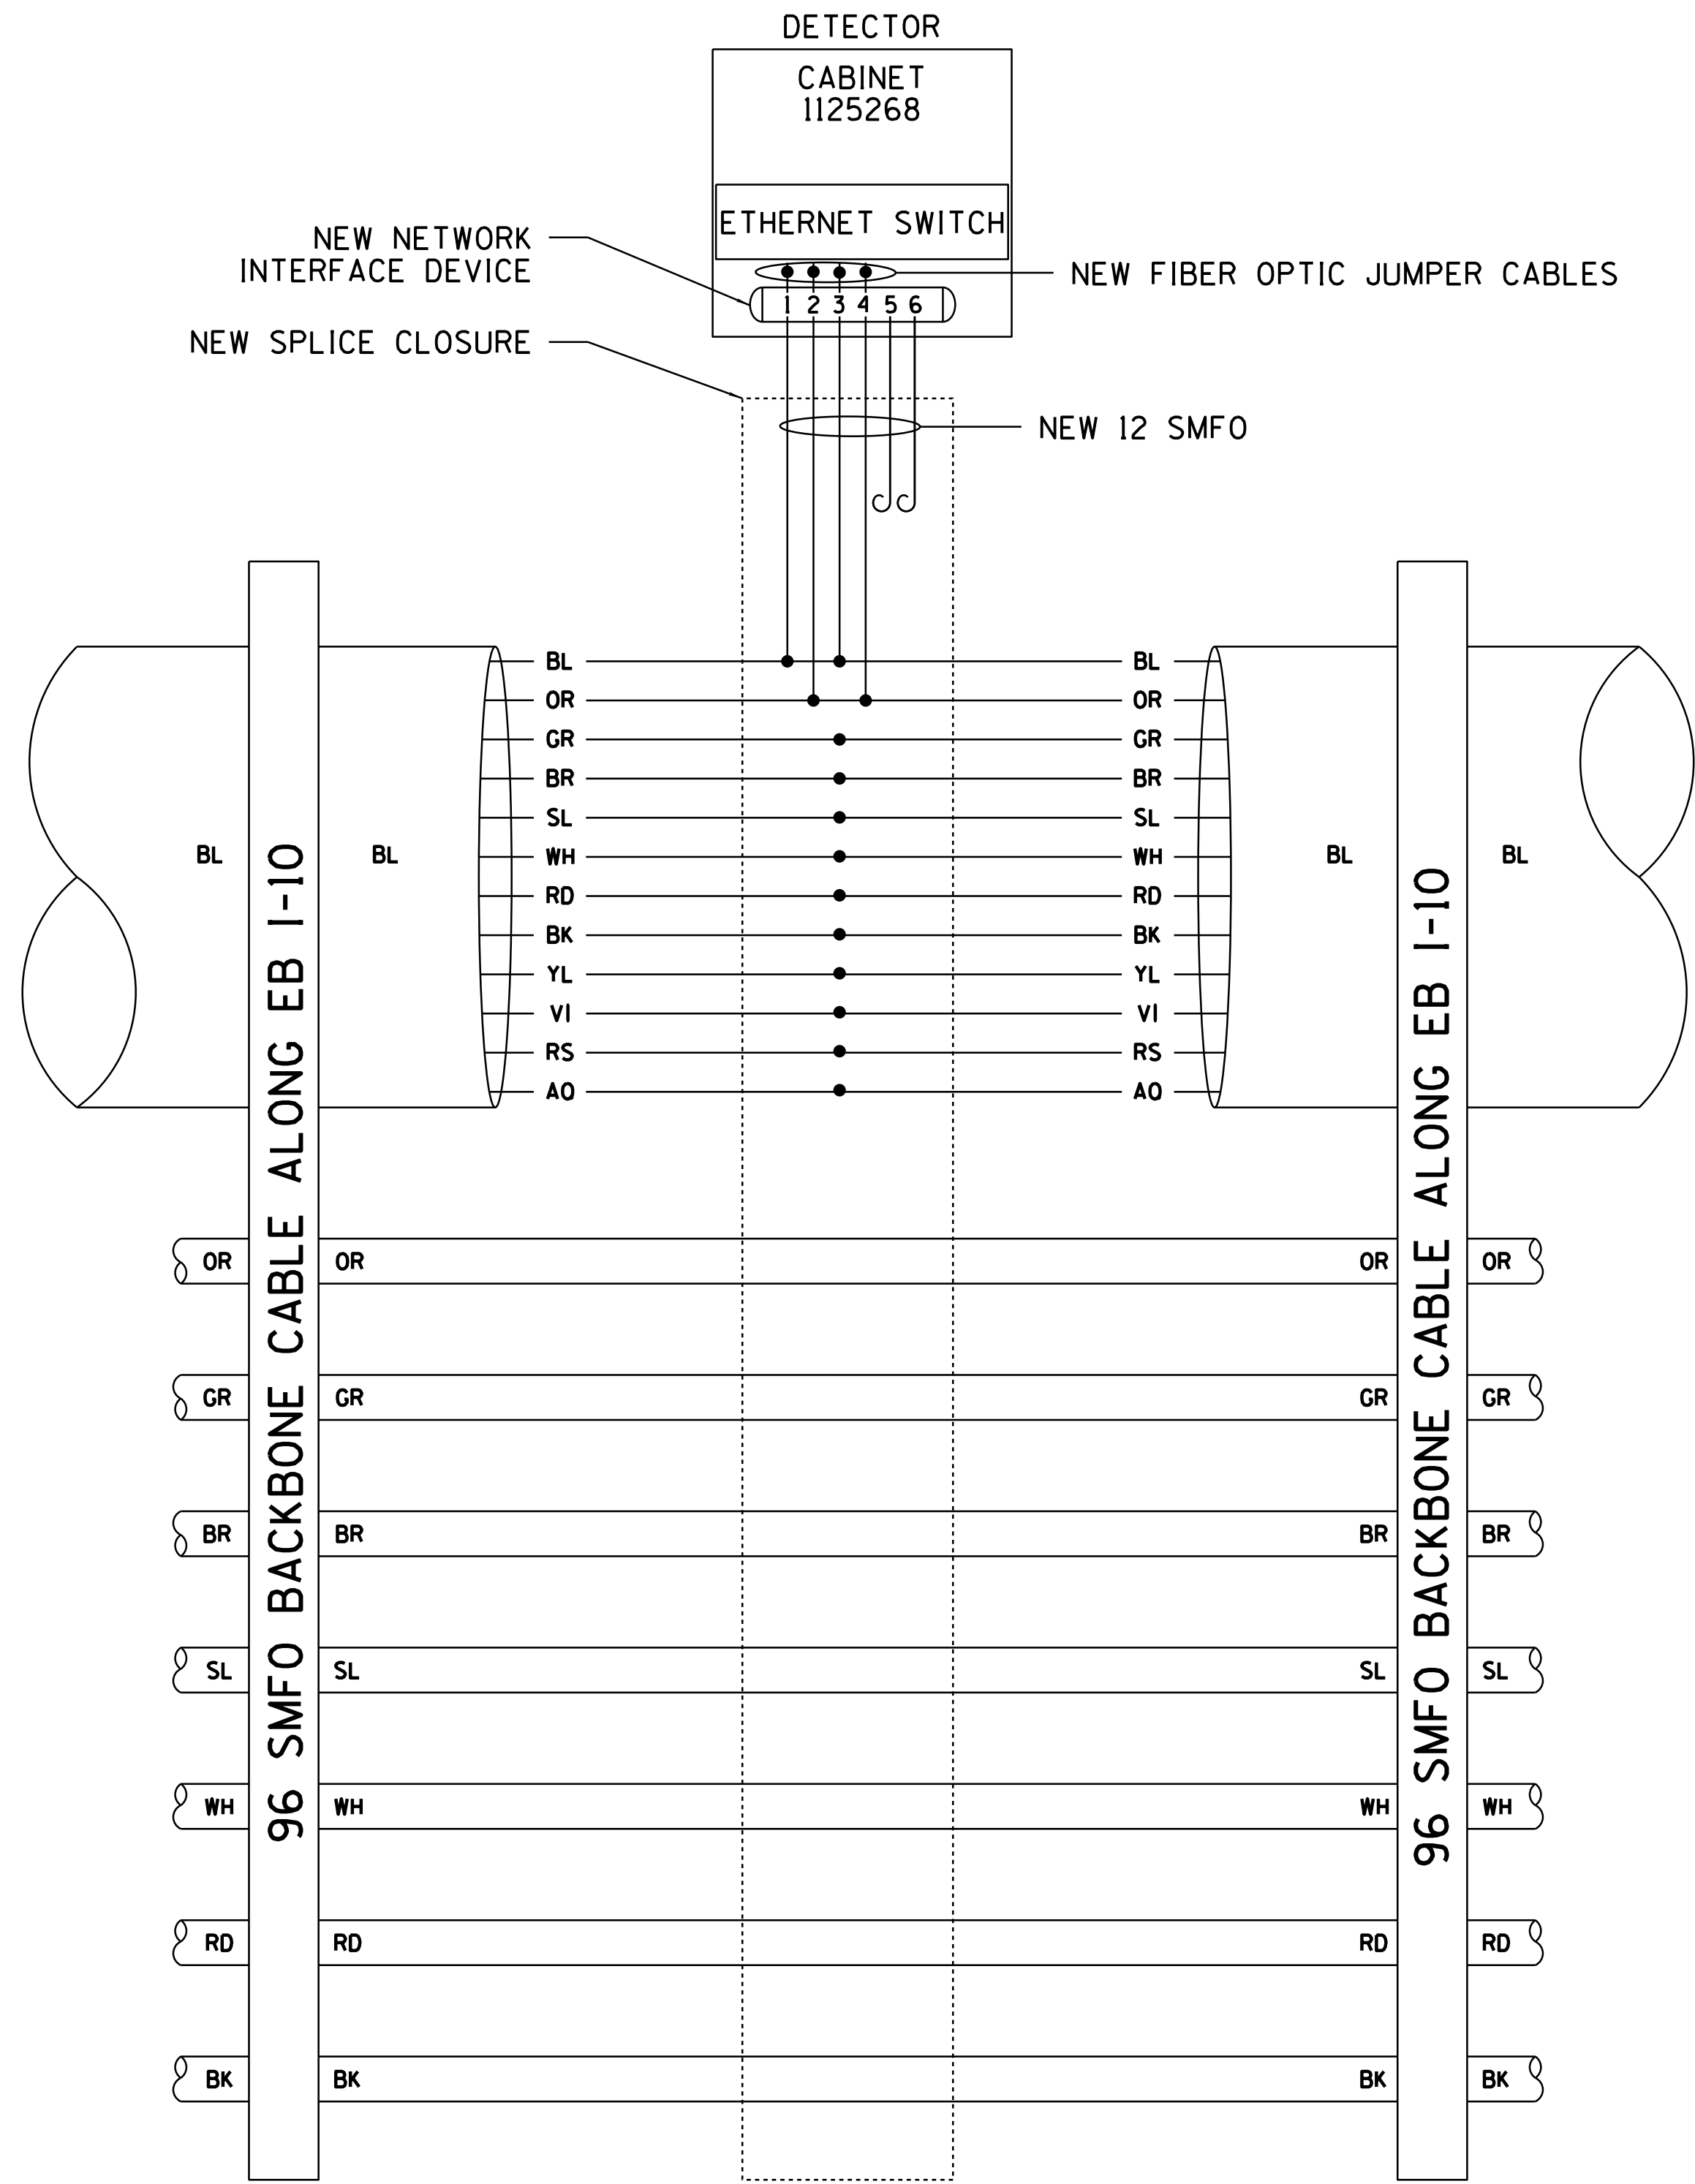 DETECTOR
CABINET
1125268
ETHERNET SWITCH
NEW NETWORK
INTERFACE DEVICE
NEW FIBER OPTIC JUMPER CABLES
1 2 3 4 5 6
NEW SPLICE CLOSURE
NEW 12 SMFO
BL BL
OR OR
GR GR
BR BR
SL SL
WH WH
BL BL BL BL
RD RD
BK BK
YL YL
VI VI
RS RS
AQ AQ
96 SMFO BACKBONE CABLE ALONG EB I-10
96 SMFO BACKBONE CABLE ALONG EB I-10
OR OR OR OR
GR GR GR GR
BR BR BR BR
SL SL SL SL
WH WH WH WH
RD RD RD RD
BK BK BK BK